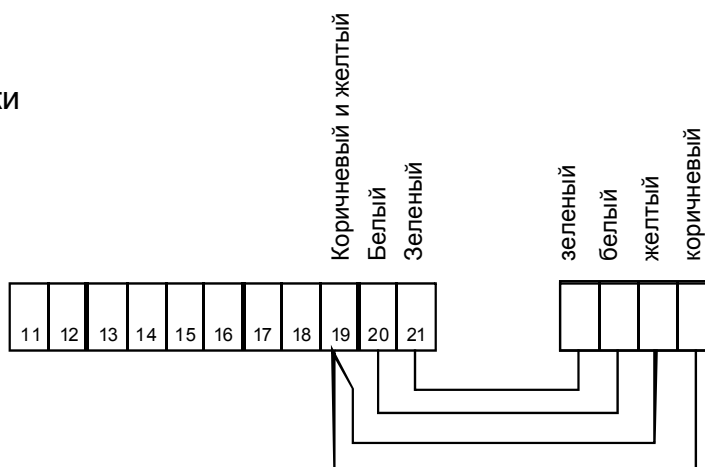 ки
Коричневый и желтый
Белый
Зеленый
зеленый
белый
желтый
коричневый
11 12 13 14 15 16 17 18 19 20 21